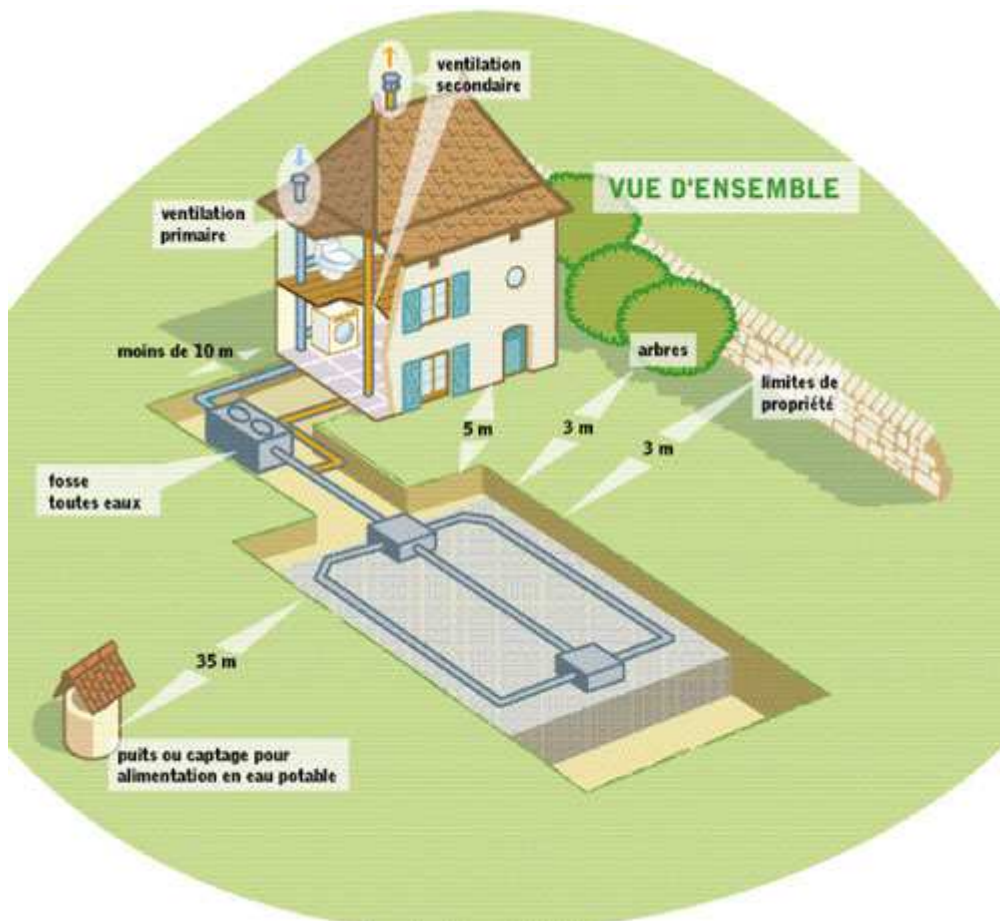 ventilation
secondaire
VUE D'ENSEMBLE
ventilation
primaire
moins de 10 m
arbres
limites de
propriété
5 m
3 m
3 m
fosse
toutes eaux
35 m
puits ou captage pour
alimentation en eau potable